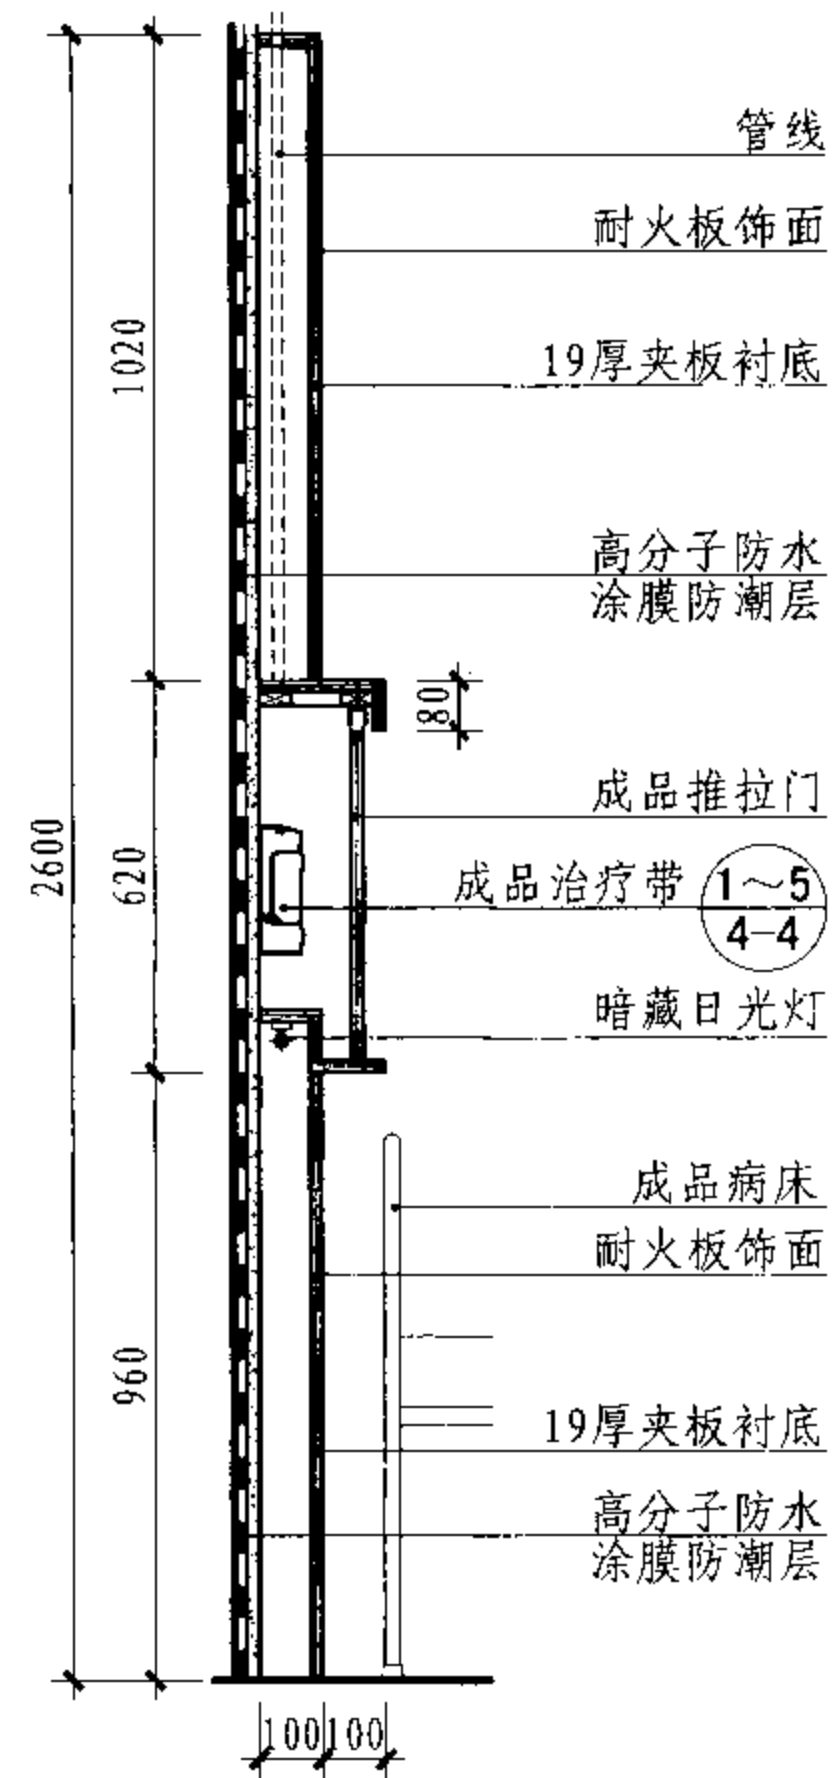 管线
耐火板饰面
1020
19厚夹板衬底
高分子防水
涂膜防潮层
80
成品推拉门
2600
620
成品治疗带
1～5
4-4
暗藏日光灯
成品病床
耐火板饰面
960
19厚夹板衬底
高分子防水
涂膜防潮层
100
100